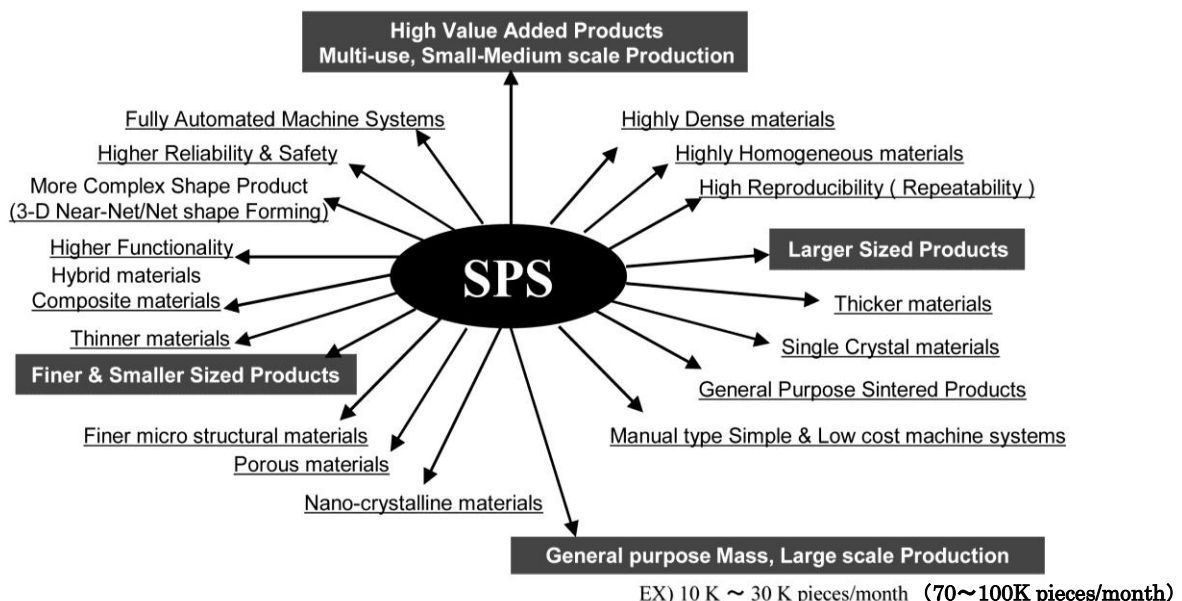 High Value Added Products
Multi-use, Small-Medium scale Production
Fully Automated Machine Systems
Higher Reliability & Safety
More Complex Shape Product
(3-D Near-Net/Net shape Forming)
Higher Functionality
Hybrid materials
Composite materials
Thinner materials
Finer & Smaller Sized Products
Finer micro structural materials
Porous materials
Nano-crystalline materials
SPS
Highly Dense materials
Highly Homogeneous materials
High Reproducibility ( Repeatability )
Larger Sized Products
Thicker materials
Single Crystal materials
General Purpose Sintered Products
Manual type Simple & Low cost machine systems
General purpose Mass, Large scale Production
EX) 10 K ～ 30 K pieces/month（70～100K pieces/month）